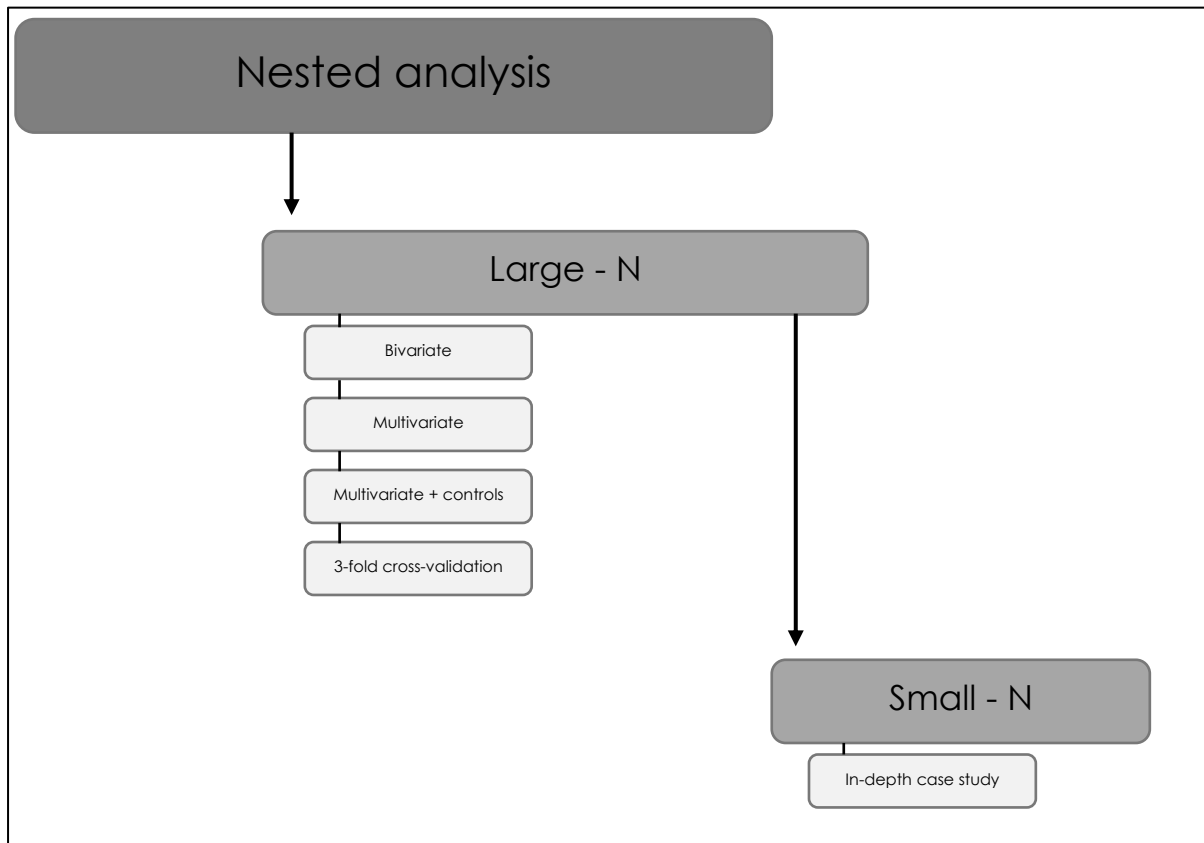 Nested analysis
Large - N
Bivariate
Multivariate
Multivariate + controls
3-fold cross-validation
Small - N
In-depth case study